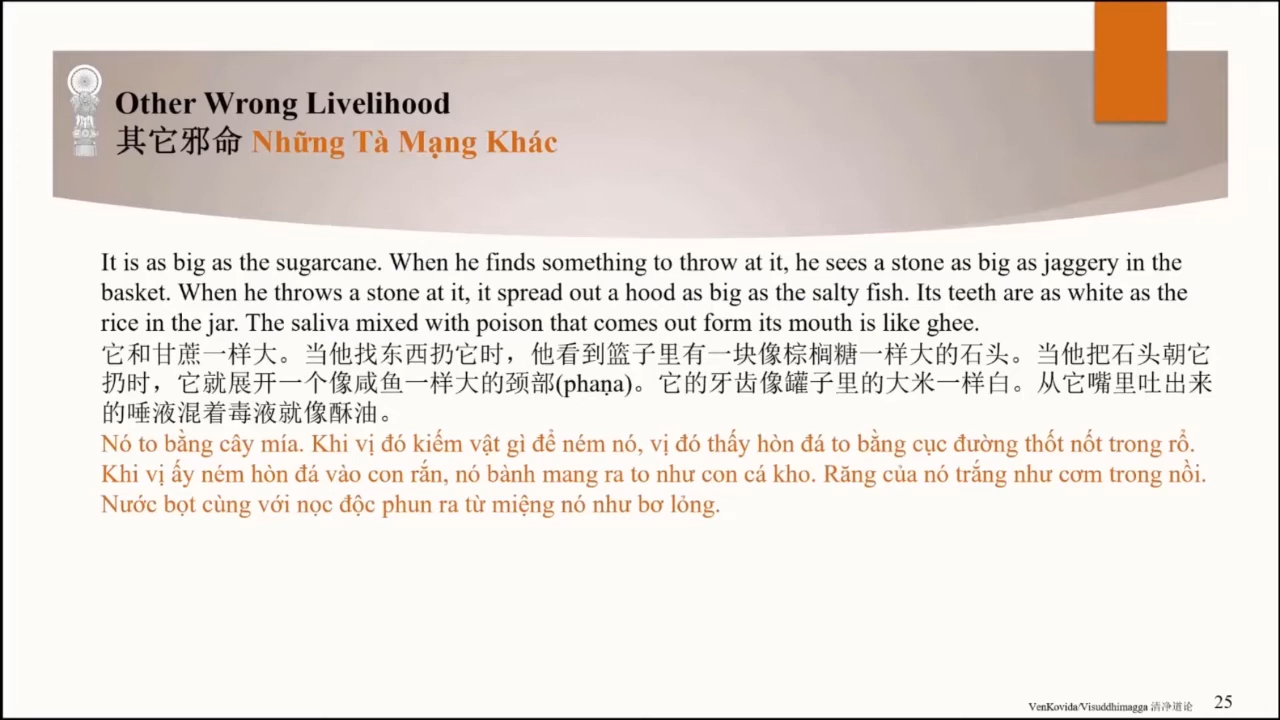 Other Wrong Livelihood
其它邪命 Những Tà Mạng Khác
It is as big as the sugarcane. When he finds something to throw at it, he sees a stone as big as jaggery in the
basket. When he throws a stone at it, it spread out a hood as big as the salty fish. Its teeth are as white as the
rice in the jar. The saliva mixed with poison that comes out form its mouth is like ghee.
它和甘蔗一样大。当他找东西扔它时，他看到篮子里有一块像棕榈糖一样大的石头。当他把石头朝它
扔时，它就展开一个像咸鱼一样大的颈部(phaṇa)。它的牙齿像罐子里的大米一样白。从它嘴里吐出来
的唾液混着毒液就像酥油。
Nó to bằng cây mía. Khi vị đó kiếm vật gì để ném nó, vị đó thấy hòn đá to bằng cục đường thốt nốt trong rổ.
Khi vị ấy ném hòn đá vào con rắn, nó bành mang ra to như con cá kho. Răng của nó trắng như cơm trong nồi.
Nước bọt cùng với nọc độc phun ra từ miệng nó như bơ lỏng.
VenKovida/Visuddhimagga 清净道论 25